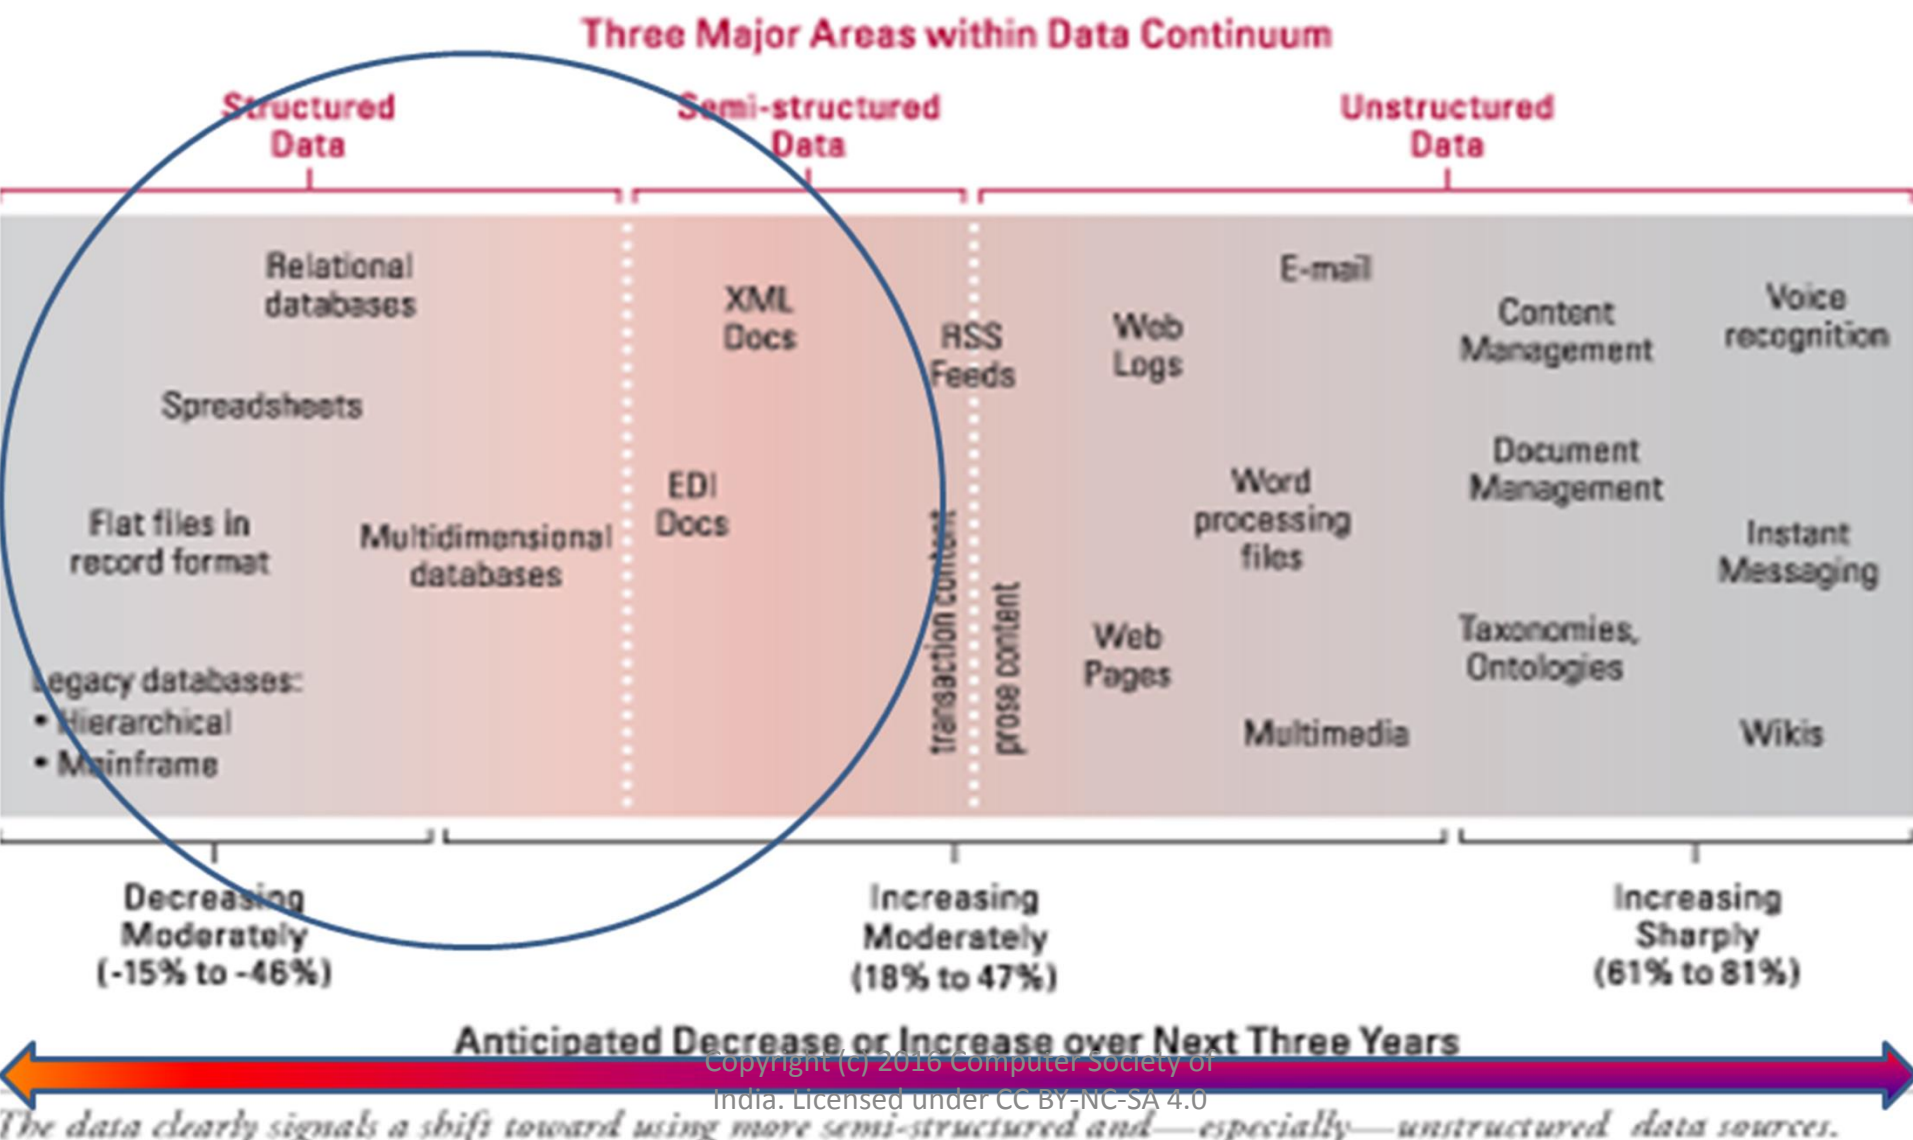 Three Major Areas within Data Continuum
Structured
Data
Semi-structured
Data
Unstructured
Data
Relational
databases
Spreadsheets
Flat files in
record format
Multidimensional
databases
Legacy databases:
• Hierarchical
• Mainframe
XML
Docs
EDI
Docs
RSS
Feeds
transaction content
prose content
Web
Logs
E-mail
Word
processing
files
Web
Pages
Multimedia
Content
Management
Document
Management
Taxonomies,
Ontologies
Voice
recognition
Instant
Messaging
Wikis
Decreasing
Moderately
(-15% to -46%)
Increasing
Moderately
(18% to 47%)
Increasing
Sharply
(61% to 81%)
Anticipated Decrease or Increase over Next Three Years
Copyright (c) 2016 Computer Society of
India. Licensed under CC BY-NC-SA 4.0
The data clearly signals a shift toward using more semi-structured and—especially—unstructured data sources.